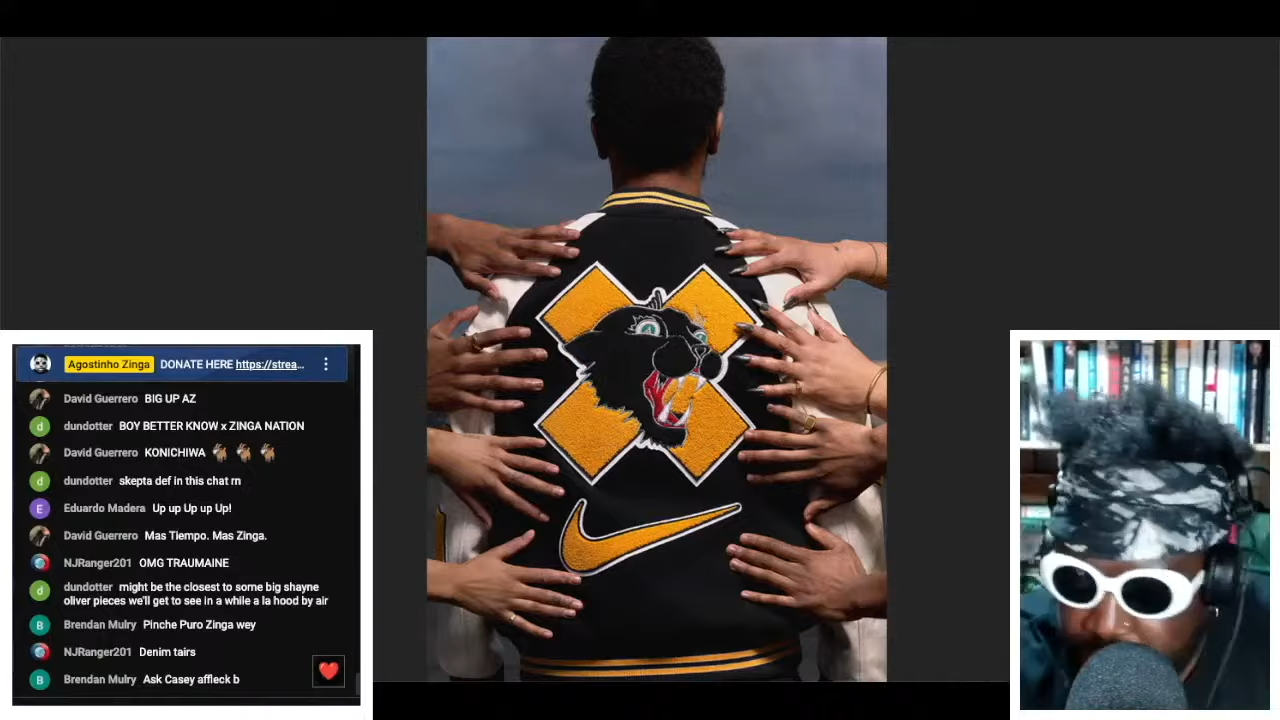 Agostinho Zinga DONATE HERE https://strea...
David Guerrero BIG UP AZ
dundotter BOY BETTER KNOW x ZINGA NATION
David Guerrero KONICHIWA
dundotter skepta def in this chat rn
Eduardo Madera Up up Up up Up!
David Guerrero Mas Tiempo. Mas Zinga.
NJRanger201 OMG TRAUMAINE
dundotter might be the closest to some big shayne
oliver pieces we'll get to see in a while a la hood by air
Brendan Mulry Pinche Puro Zinga wey
NJRanger201 Denim tairs
Brendan Mulry Ask Casey affleck b